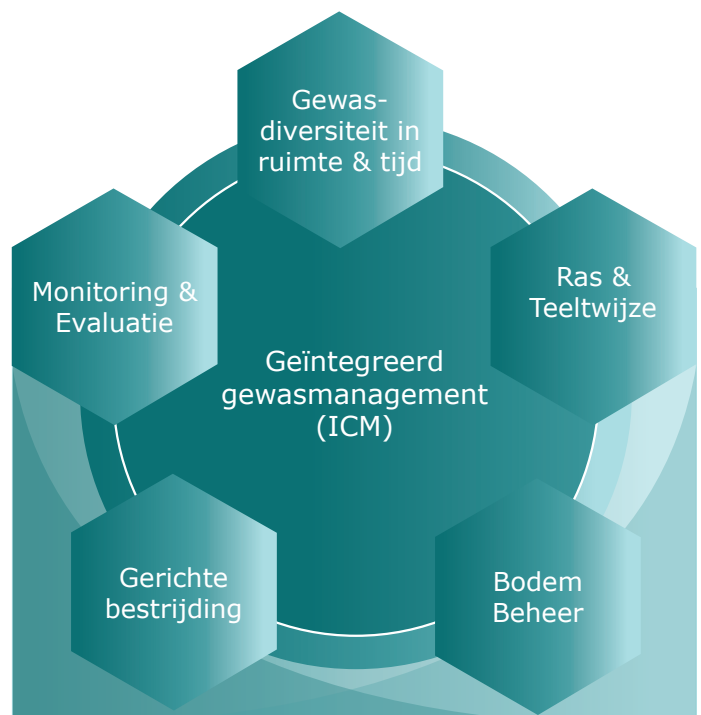 Gewas-
diversiteit in
ruimte & tijd
Ras &
Teeltwijze
Bodem
Beheer
Gerichte
bestrijding
Monitoring &
Evaluatie
Geïntegreerd
gewasmanagement
(ICM)